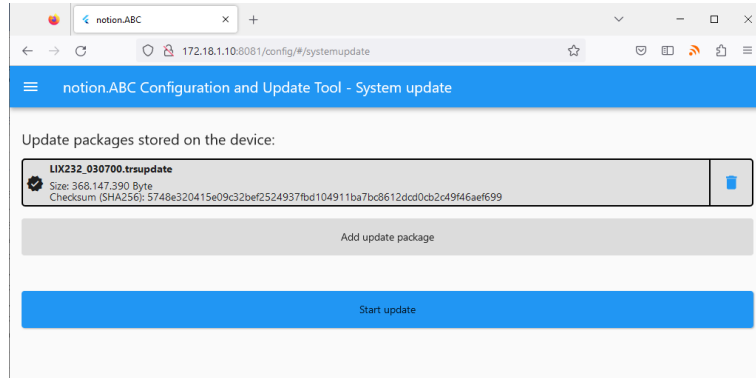 notion.ABC
172.18.1.10:8081/config/#/systemupdate
notion.ABC Configuration and Update Tool - System update
Update packages stored on the device:
LIX232_030700.trsupdate
Size: 368.147.390 Byte
Checksum (SHA256): 5748e320415e09c32bef2524937fbd104911ba7bc8612dcd0cb2c49f46aef699
Add update package
Start update